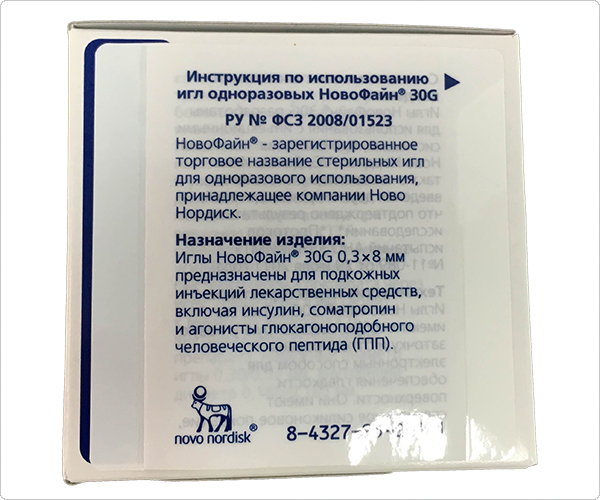 Инструкция по использованию
игл одноразовых НовоФайн® 30G
РУ № ФСЗ 2008/01523
НовоФайн® - зарегистрированное
торговое название стерильных игл
для одноразового использования,
принадлежащее компании Ново
Нордиск.
Назначение изделия:
Иглы НовоФайн® 30G 0,3×8 мм
предназначены для подкожных
инъекций лекарственных средств,
включая инсулин, соматропин
и агонисты глюкагоноподобного
человеческого пептида (ГПП).
novo nordisk®
8-4327-